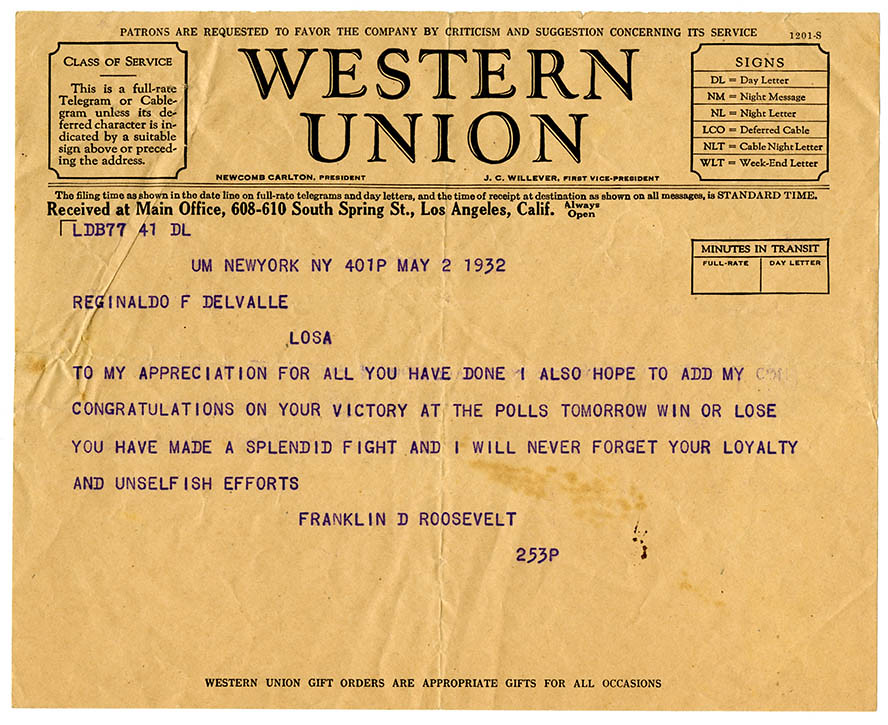 PATRONS ARE REQUESTED TO FAVOR THE COMPANY BY CRITICISM AND SUGGESTION CONCERNING ITS SERVICE
1201-S
CLASS OF SERVICE
This is a full-rate
Telegram or Cable-
gram unless its de-
ferred character is in-
dicated by a suitable
sign above or preced-
ing the address.
WESTERN
UNION
NEWCOMB CARLTON, PRESIDENT
J. C. WILLEVER, FIRST VICE-PRESIDENT
SIGNS
DL = Day Letter
NM = Night Message
NL = Night Letter
LCO = Deferred Cable
NLT = Cable Night Letter
WLT = Week-End Letter
The filing time as shown in the date line on full-rate telegrams and day letters, and the time of receipt at destination as shown on all messages, is STANDARD TIME.
Received at Main Office, 608-610 South Spring St., Los Angeles, Calif. Always Open
LDB77 41 DL
MINUTES IN TRANSIT
FULL-RATE
DAY LETTER
UM NEWYORK NY 401P MAY 2 1932
REGINALDO F DELVALLE
LOSA
TO MY APPRECIATION FOR ALL YOU HAVE DONE I ALSO HOPE TO ADD MY
CONGRATULATIONS ON YOUR VICTORY AT THE POLLS TOMORROW WIN OR LOSE
YOU HAVE MADE A SPLENDID FIGHT AND I WILL NEVER FORGET YOUR LOYALTY
AND UNSELFISH EFFORTS
FRANKLIN D ROOSEVELT
253P
WESTERN UNION GIFT ORDERS ARE APPROPRIATE GIFTS FOR ALL OCCASIONS